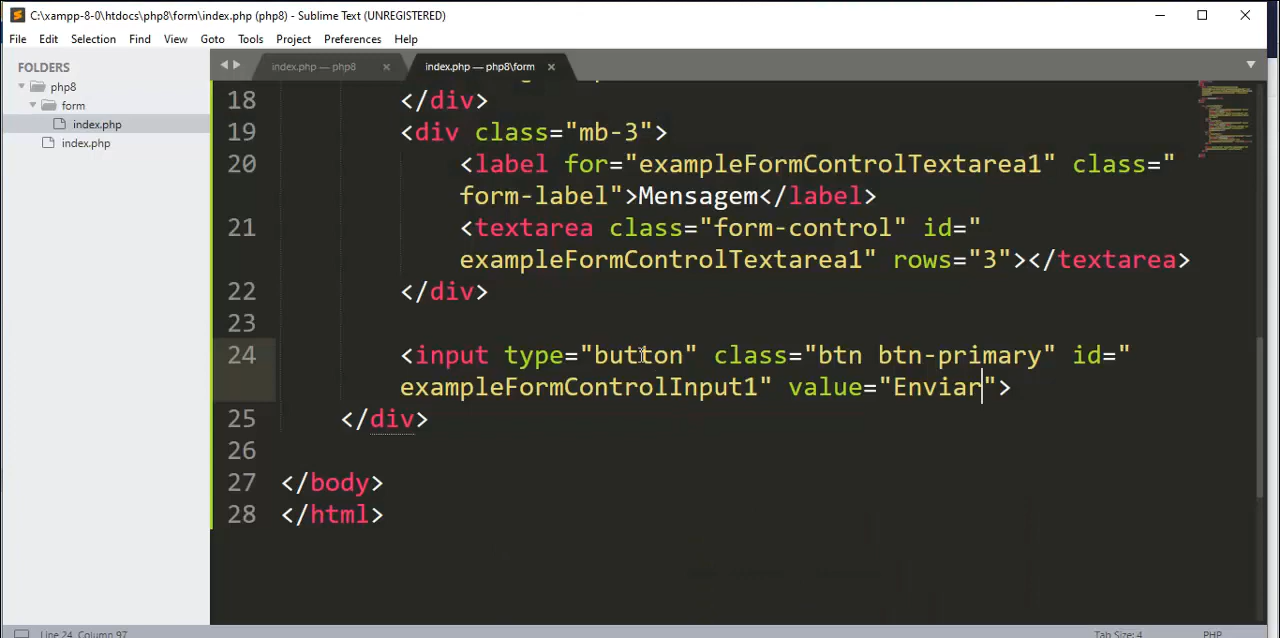 C:\xampp-8-0\htdocs\php8\form\index.php (php8) - Sublime Text (UNREGISTERED)
File Edit Selection Find View Goto Tools Project Preferences Help
FOLDERS
php8
form
index.php
index.php
index.php — php8
index.php — php8\form
18 </div>
19 <div class="mb-3">
20 <label for="exampleFormControlTextarea1" class="
form-label">Mensagem</label>
21 <textarea class="form-control" id="
exampleFormControlTextarea1" rows="3"></textarea>
22 </div>
23
24 <input type="button" class="btn btn-primary" id="
exampleFormControlInput1" value="Enviar">
25 </div>
26
27 </body>
28 </html>
Line 24, Column 97
Tab Size: 4
PHP